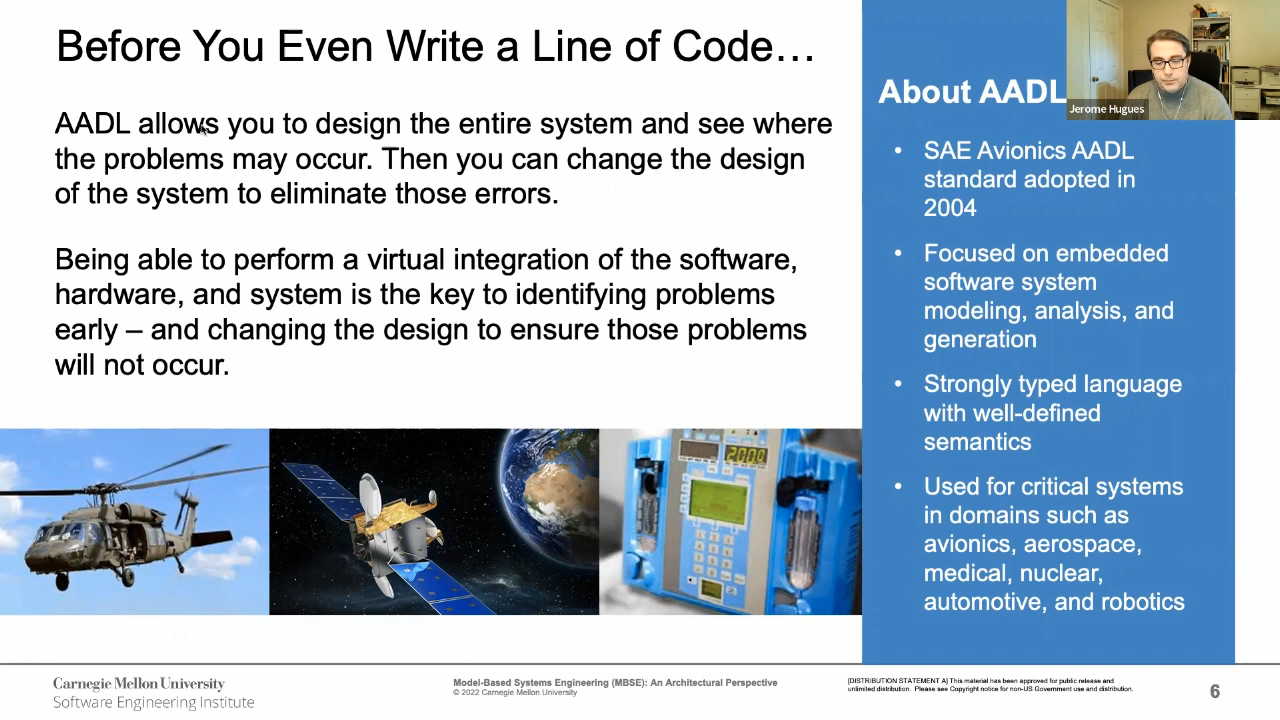 Before You Even Write a Line of Code…
AADL allows you to design the entire system and see where
the problems may occur. Then you can change the design
of the system to eliminate those errors.
Being able to perform a virtual integration of the software,
hardware, and system is the key to identifying problems
early – and changing the design to ensure those problems
will not occur.
About AADL
Jerome Hugues
• SAE Avionics AADL
standard adopted in
2004
• Focused on embedded
software system
modeling, analysis, and
generation
• Strongly typed language
with well-defined
semantics
• Used for critical systems
in domains such as
avionics, aerospace,
medical, nuclear,
automotive, and robotics
Carnegie Mellon University
Software Engineering Institute
Model-Based Systems Engineering (MBSE): An Architectural Perspective
© 2022 Carnegie Mellon University
[DISTRIBUTION STATEMENT A] This material has been approved for public release and
unlimited distribution. Please see Copyright notice for non-US Government use and distribution.
6